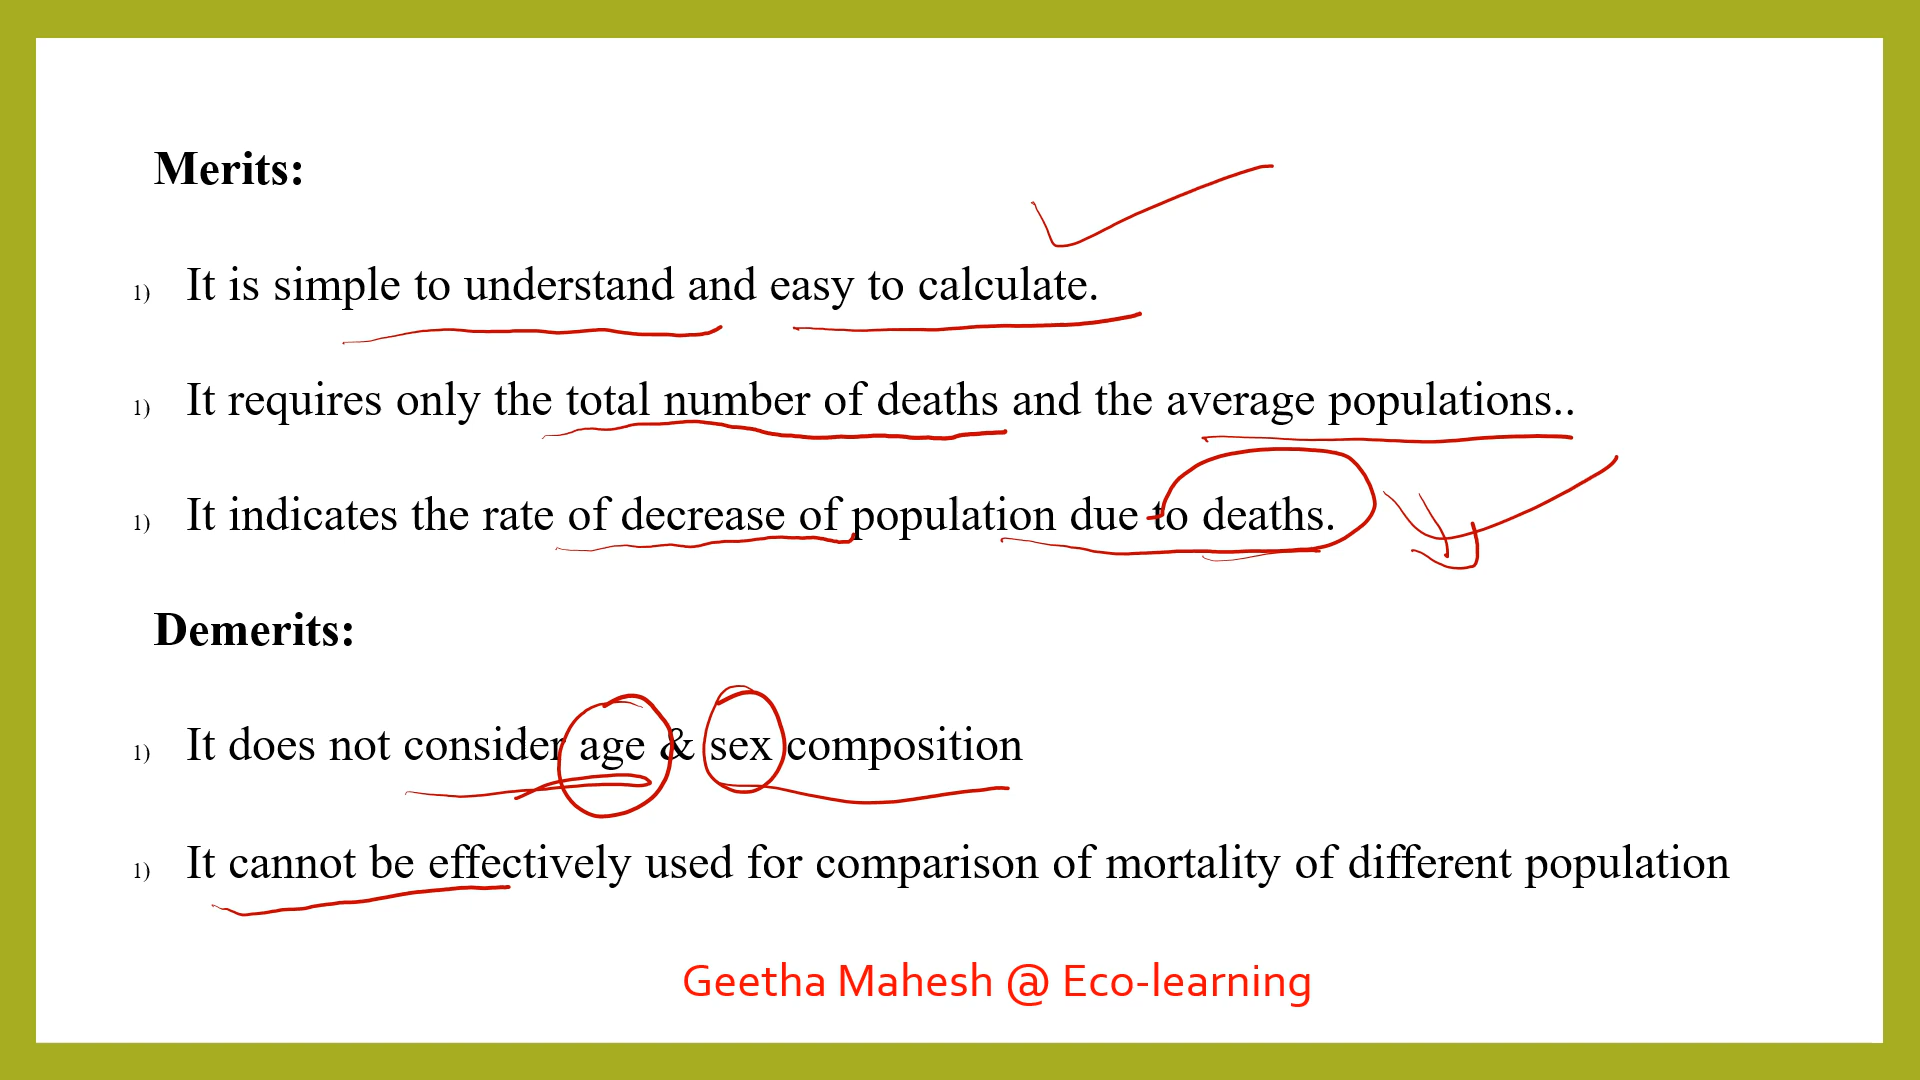 Merits:
1) It is simple to understand and easy to calculate.
1) It requires only the total number of deaths and the average populations..
1) It indicates the rate of decrease of population due to deaths.
Demerits:
1) It does not consider age & sex composition
1) It cannot be effectively used for comparison of mortality of different population
Geetha Mahesh @ Eco-learning